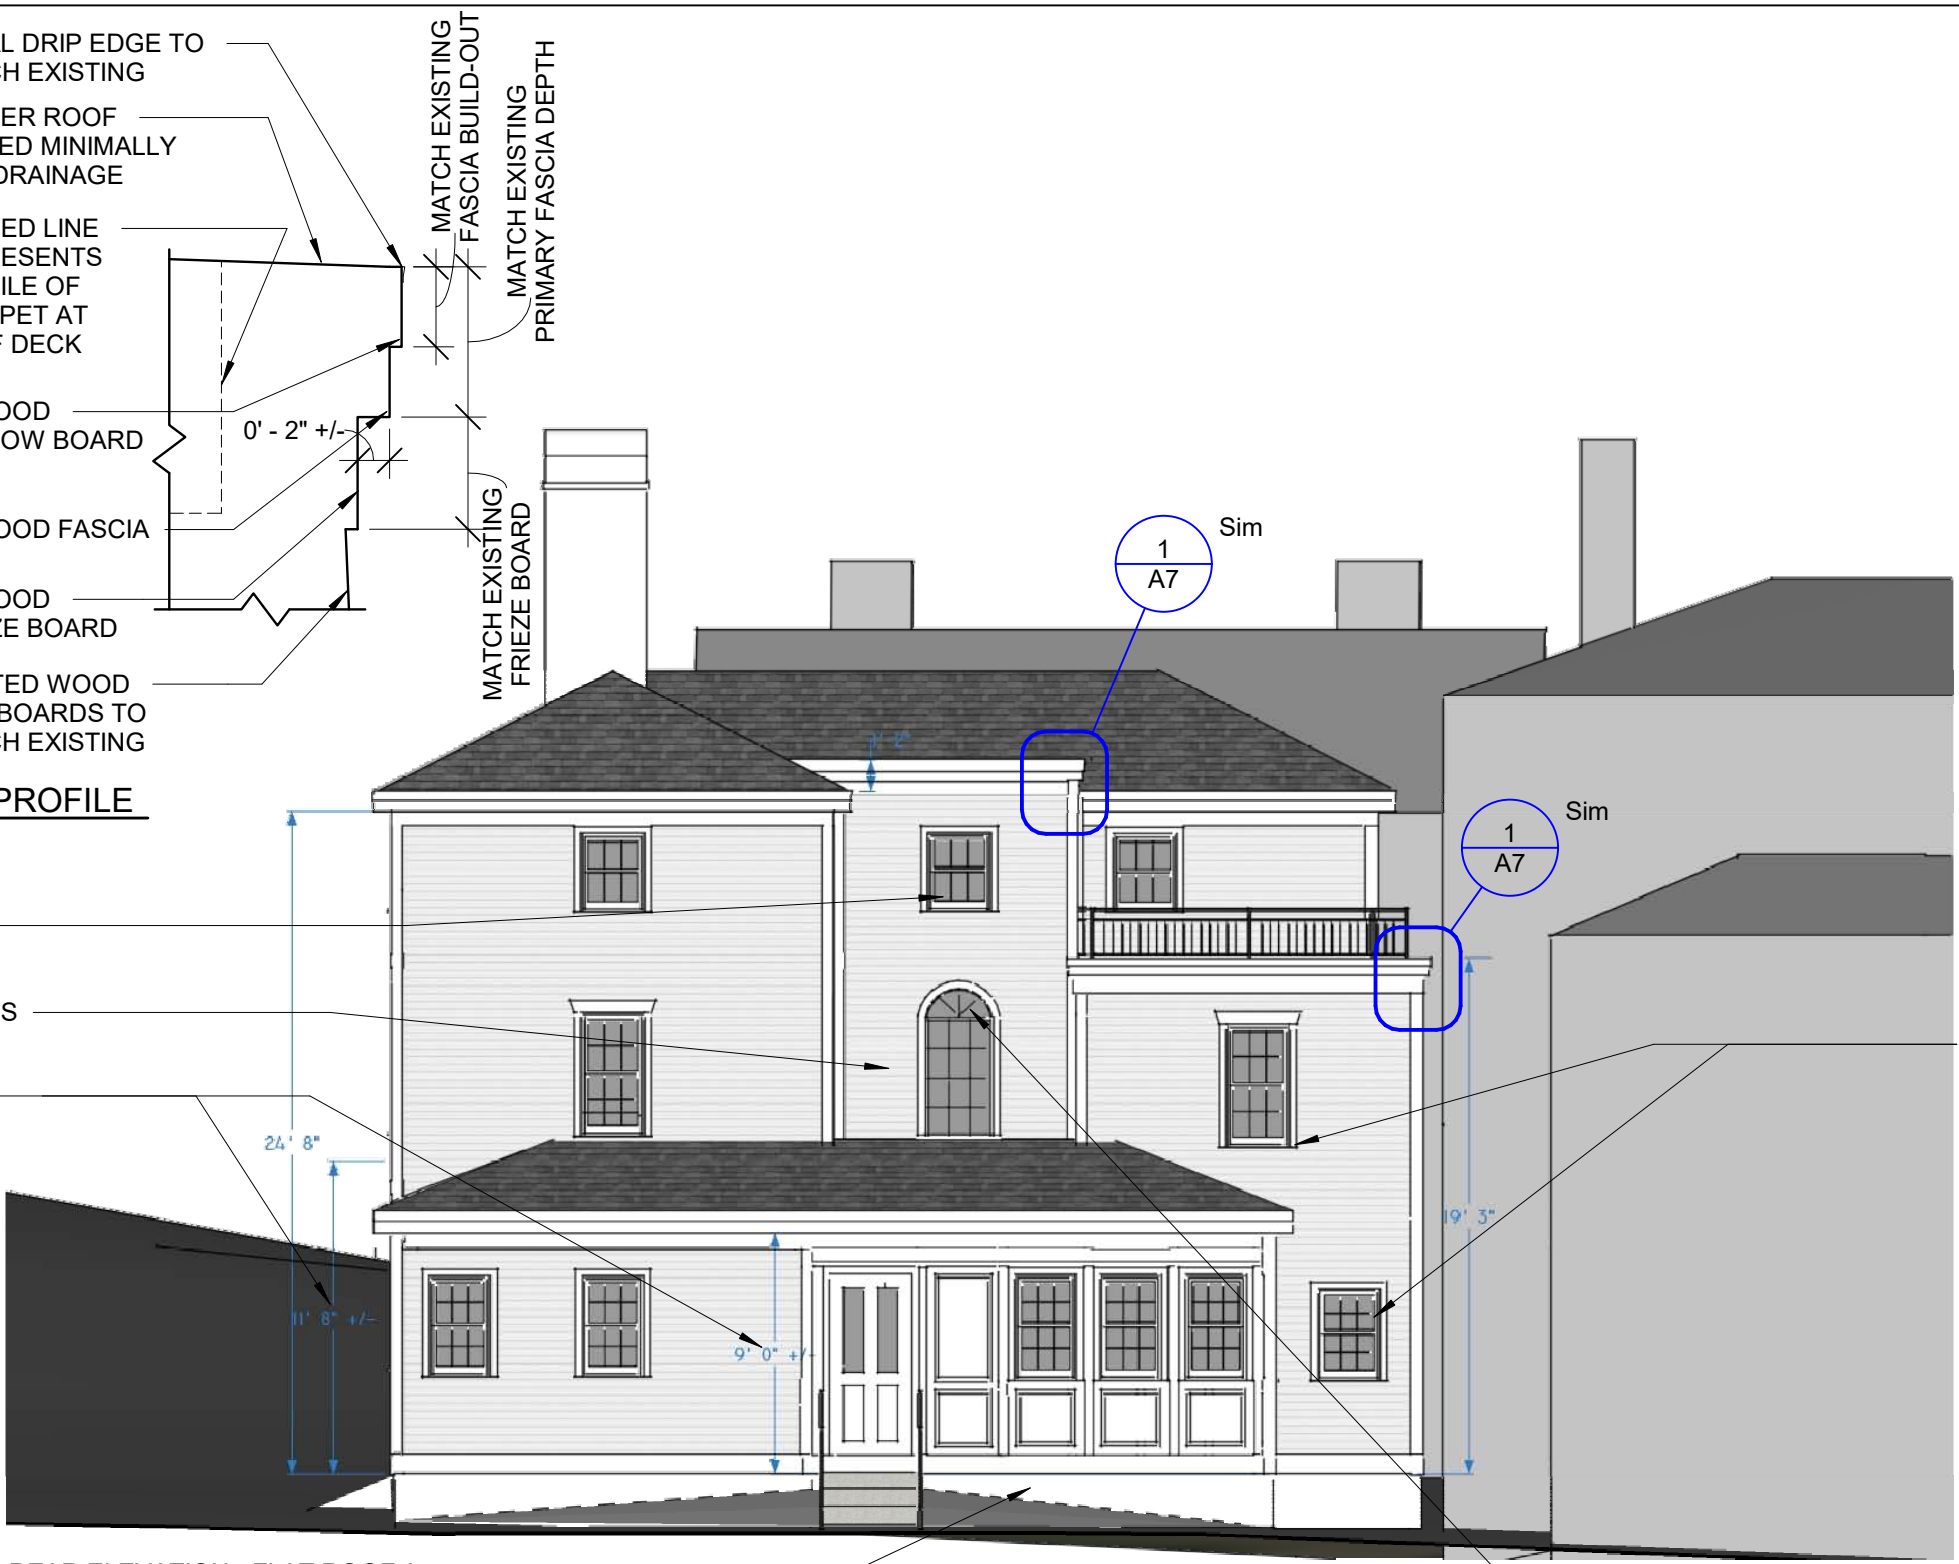 L DRIP EDGE TO
CH EXISTING
ER ROOF
ED MINIMALLY
DRAINAGE
ED LINE
ESENTS
ILE OF
PET AT
F DECK
OOD
OW BOARD
0' - 2" +/-
OOD FASCIA
OOD
ZE BOARD
TED WOOD
BOARDS TO
CH EXISTING
PROFILE
MATCH EXISTING
FASCIA BUILD-OUT
MATCH EXISTING
PRIMARY FASCIA DEPTH
MATCH EXISTING
FRIEZE BOARD
1
A7
Sim
1
A7
Sim
S
24' 8"
11' 8" +/-
9' 0" +/-
19' 3"